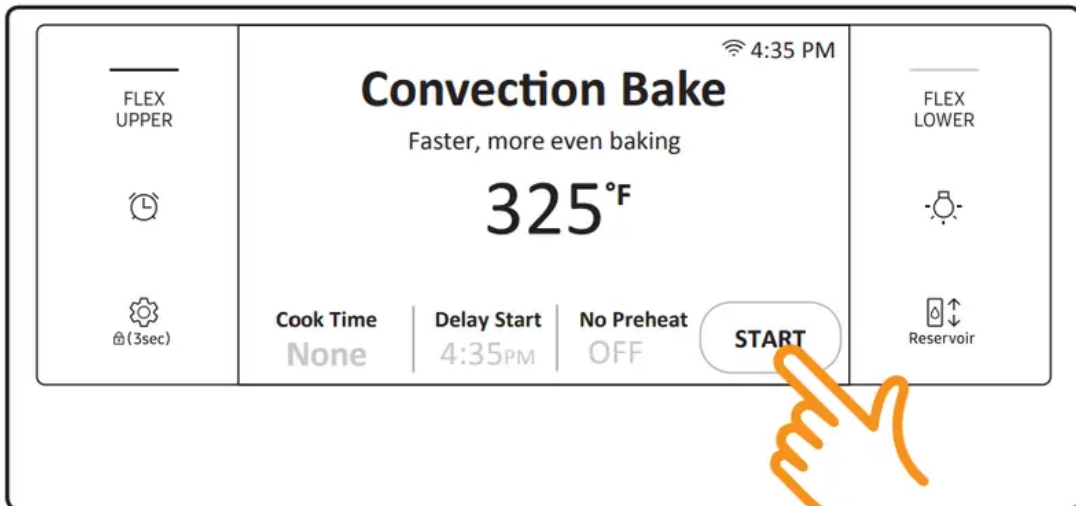 4:35 PM
FLEX
UPPER
Convection Bake
FLEX
LOWER
Faster, more even baking
325°F
(3sec)
Cook Time
None
Delay Start
4:35PM
No Preheat
OFF
START
Reservoir